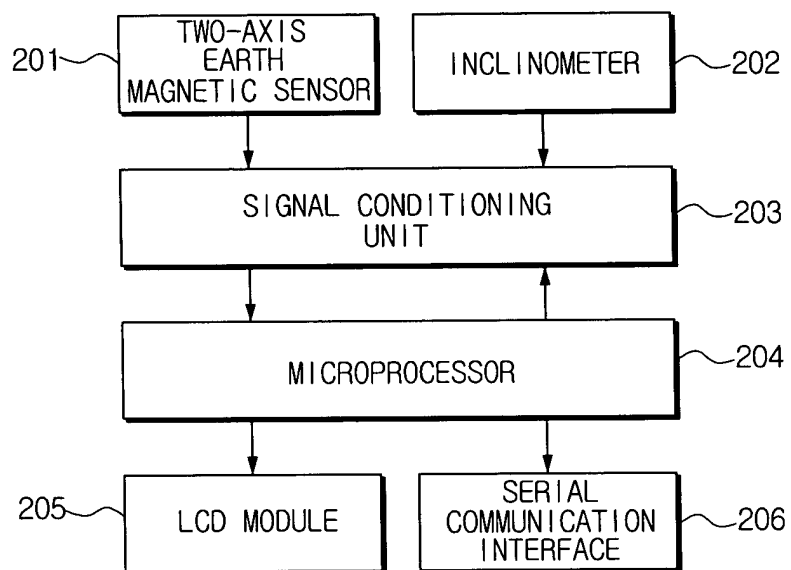 201
TWO-AXIS
EARTH
MAGNETIC SENSOR
INCLINOMETER
202
SIGNAL CONDITIONING
UNIT
203
MICROPROCESSOR
204
205
LCD MODULE
SERIAL
COMMUNICATION
INTERFACE
206